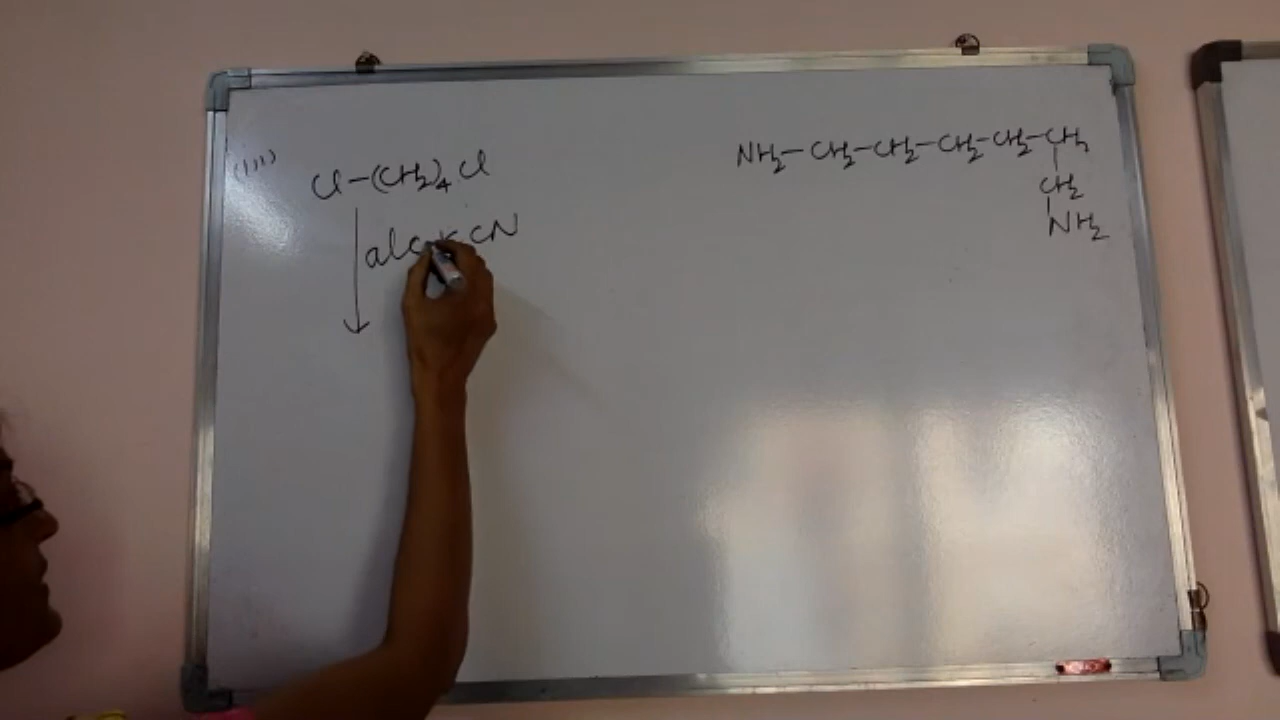 (iii)
Cl-(CH2)4 Cl
NH2-CH2-CH2-CH2-CH2-CH2
CH2
NH2
alc. KCN